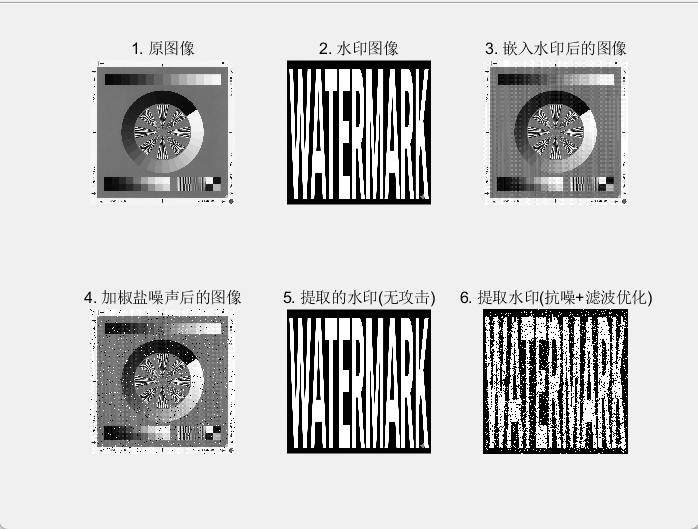 1. 原图像
2. 水印图像
3. 嵌入水印后的图像
WATERMARK
4. 加椒盐噪声后的图像
5. 提取的水印(无攻击)
6. 提取水印(抗噪+滤波优化)
WATERMARK
WATERMARK